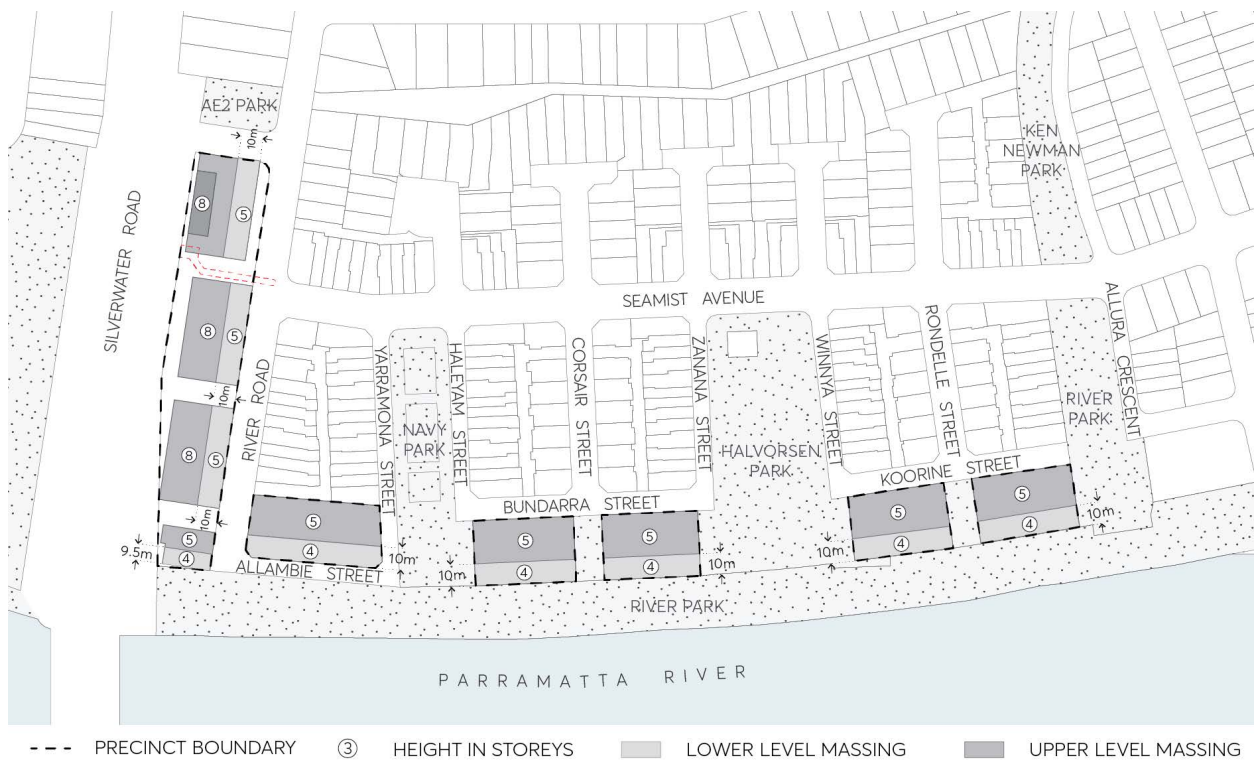 AE2 PARK
10m
KEN
NEWMAN
PARK
8
5
SILVERWATER ROAD
SEAMIST AVENUE
ALLURA CRESCENT
8
5
RIVER ROAD
YARRAMONA STREET
HALEYAM STREET
CORSAIR STREET
ZANANA STREET
WINNYA STREET
RONDELLE STREET
10m
NAVY
PARK
HALVORSEN
PARK
RIVER
PARK
8
5
KOORINE STREET
BUNDARRA STREET
10m
5
5
5
5
5
5
10m
9.5m
4
4
4
4
4
4
10m
10m
10m
10m
ALLAMBIE STREET
RIVER PARK
PARRAMATTA RIVER
PRECINCT BOUNDARY
3 HEIGHT IN STOREYS
LOWER LEVEL MASSING
UPPER LEVEL MASSING